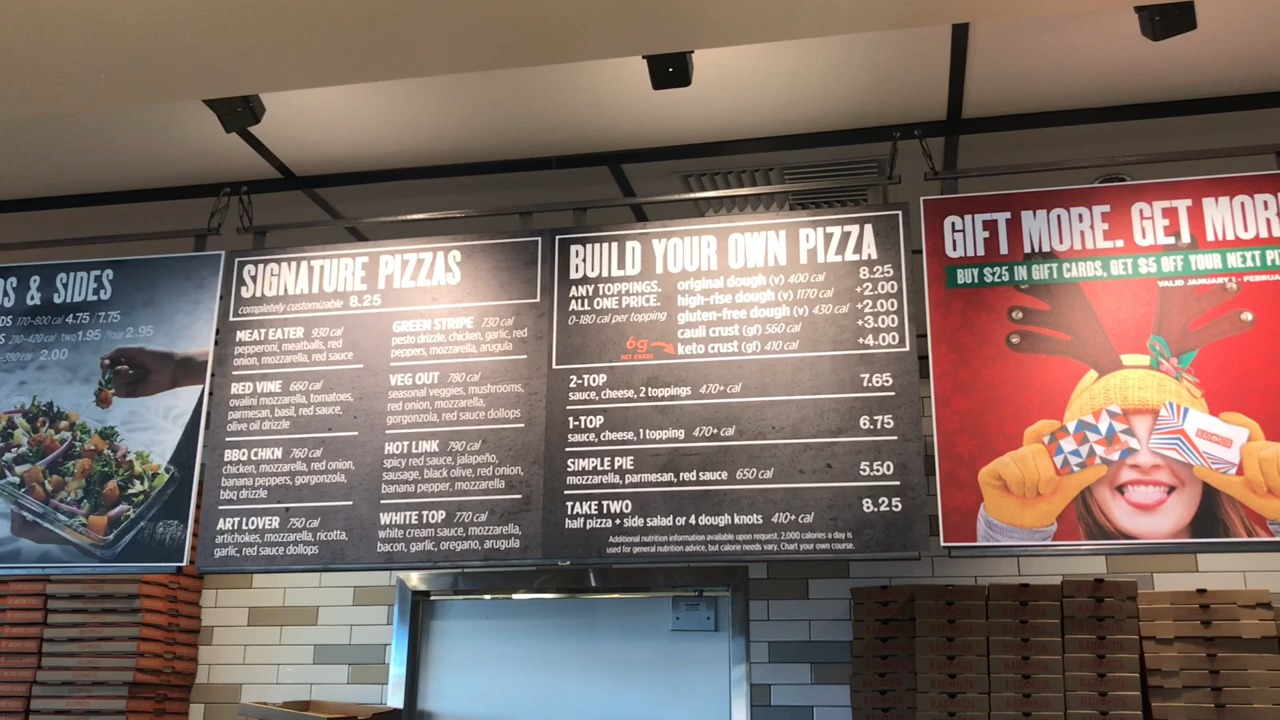 & SIDES
170-800 cal 4.75 / 7.75
210-420 cal two 1.95 / four 2.95
2.00
SIGNATURE PIZZAS
completely customizable 8.25
MEAT EATER 930 cal
pepperoni, meatballs, red
onion, mozzarella, red sauce
RED VINE 660 cal
ovalini mozzarella, tomatoes,
parmesan, basil, red sauce,
olive oil drizzle
BBQ CHKN 760 cal
chicken, mozzarella, red onion,
banana peppers, gorgonzola,
bbq drizzle
ART LOVER 750 cal
artichokes, mozzarella, ricotta,
garlic, red sauce dollops
GREEN STRIPE 730 cal
pesto drizzle, chicken, garlic, red
peppers, mozzarella, arugula
VEG OUT 780 cal
seasonal veggies, mushrooms,
red onion, mozzarella,
gorgonzola, red sauce dollops
HOT LINK 790 cal
spicy red sauce, jalapeño,
sausage, black olive, red onion,
banana pepper, mozzarella
WHITE TOP 770 cal
white cream sauce, mozzarella,
bacon, garlic, oregano, arugula
BUILD YOUR OWN PIZZA
ANY TOPPINGS.
ALL ONE PRICE.
0-180 cal per topping
original dough (v) 400 cal 8.25
high-rise dough (v) 1170 cal +2.00
gluten-free dough (v) 430 cal +2.00
cauli crust (gf) 560 cal +3.00
6g NET CARBS keto crust (gf) 410 cal +4.00
2-TOP 7.65
sauce, cheese, 2 toppings 470+ cal
1-TOP 6.75
sauce, cheese, 1 topping 470+ cal
SIMPLE PIE 5.50
mozzarella, parmesan, red sauce 650 cal
TAKE TWO 8.25
half pizza + side salad or 4 dough knots 410+ cal
Additional nutrition information available upon request. 2,000 calories a day is
used for general nutrition advice, but calorie needs vary. Chart your own course.
GIFT MORE. GET MOR
BUY $25 IN GIFT CARDS, GET $5 OFF YOUR NEXT PI
VALID JANUARY 1 - FEBRUA